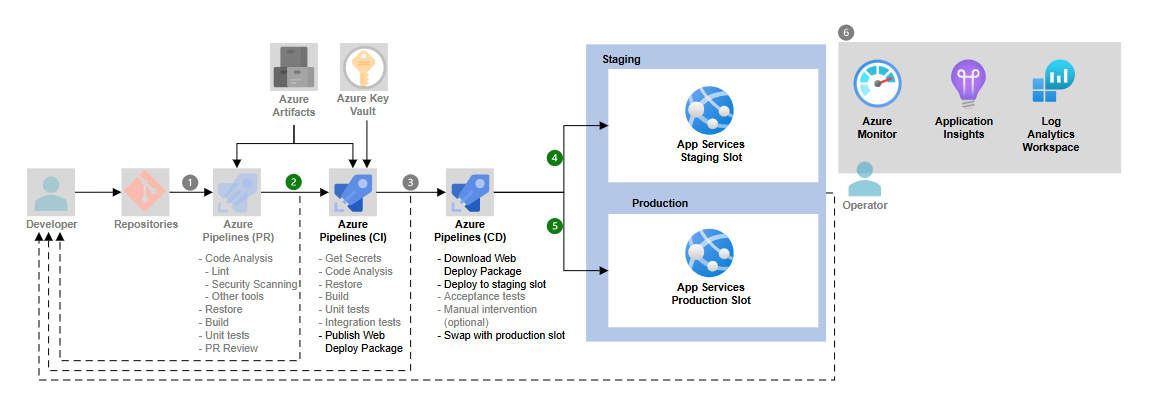 6
Azure
Artifacts
Azure Key
Vault
Staging
App Services
Staging Slot
Azure
Monitor
Application
Insights
Log
Analytics
Workspace
1
2
3
4
5
Developer
Repositories
Azure
Pipelines (PR)
- Code Analysis
- Lint
- Security Scanning
- Other tools
- Restore
- Build
- Unit tests
- PR Review
Azure
Pipelines (CI)
- Get Secrets
- Code Analysis
- Restore
- Build
- Unit tests
- Integration tests
- Publish Web
Deploy Package
Azure
Pipelines (CD)
- Download Web
Deploy Package
- Deploy to staging slot
- Acceptance tests
- Manual intervention
(optional)
- Swap with production slot
Production
App Services
Production Slot
Operator